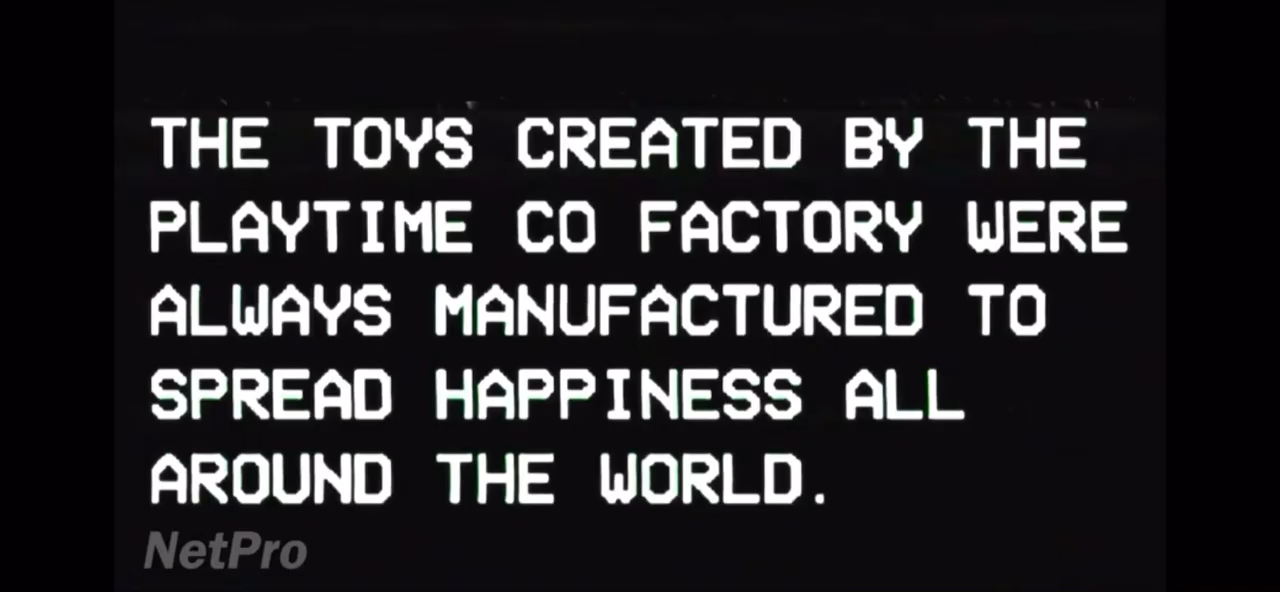 THE TOYS CREATED BY THE
PLAYTIME CO FACTORY WERE
ALWAYS MANUFACTURED TO
SPREAD HAPPINESS ALL
AROUND THE WORLD.
NetPro